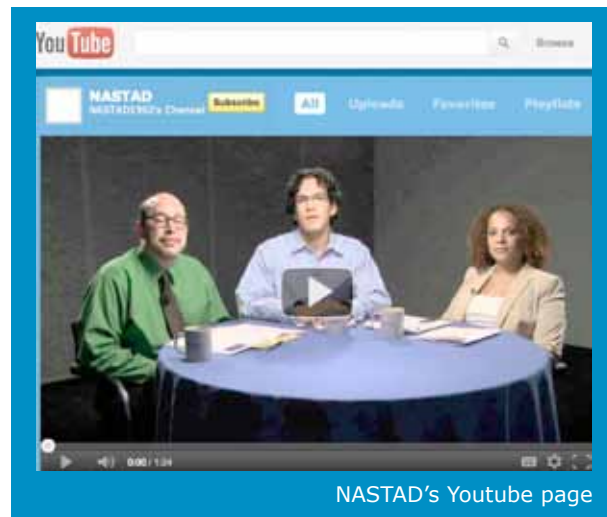 YouTube
Browse
NASTAD
NASTAD1992's Channel
Subscribe
All
Uploads
Favorites
Playlists
0:00 / 1:24
NASTAD's Youtube page